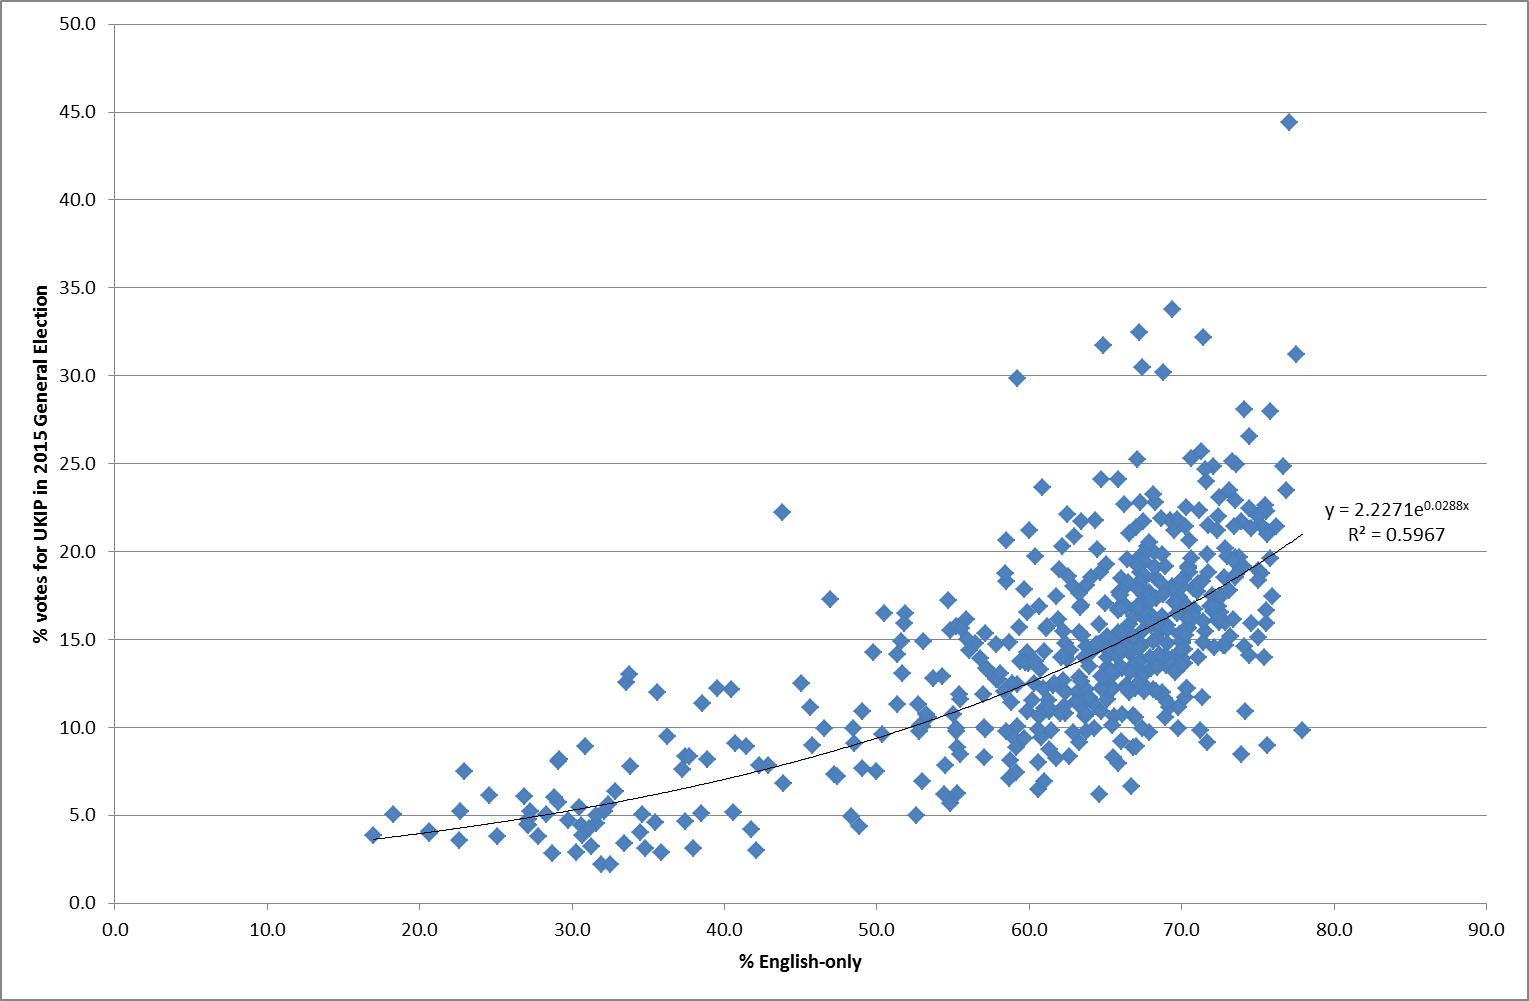 50.0
45.0
40.0
35.0
30.0
25.0
20.0
15.0
10.0
5.0
0.0
% votes for UKIP in 2015 General Election
y = 2.2271e^0.0288x
R² = 0.5967
0.0 10.0 20.0 30.0 40.0 50.0 60.0 70.0 80.0 90.0
% English-only